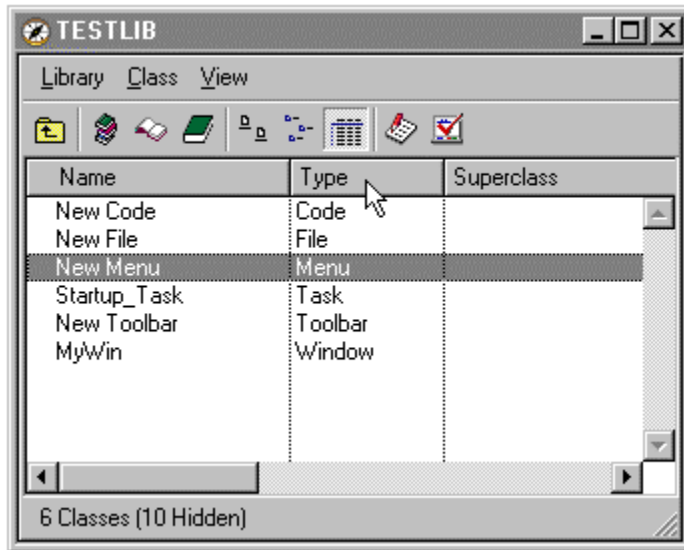 TESTLIB
Library Class View
Name Type Superclass
New Code Code
New File File
New Menu Menu
Startup_Task Task
New Toolbar Toolbar
MyWin Window
6 Classes (10 Hidden)